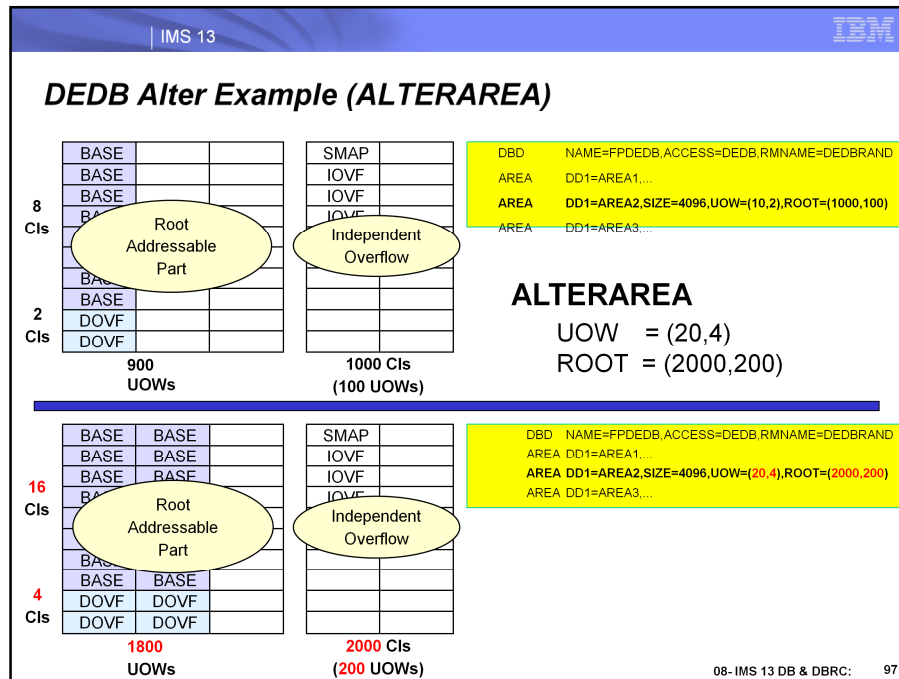 IMS 13
IBM
DEDB Alter Example (ALTERAREA)
BASE
BASE
BASE
BASE
DOVF
DOVF
8
CIs
2
CIs
Root
Addressable
Part
900
UOWs
SMAP
IOVF
IOVF
IOVF
Independent
Overflow
1000 CIs
(100 UOWs)
DBD NAME=FPDEDB,ACCESS=DEDB,RMNAME=DEDBRAND
AREA DD1=AREA1,...
AREA DD1=AREA2,SIZE=4096,UOW=(10,2),ROOT=(1000,100)
AREA DD1=AREA3,...
ALTERAREA
UOW = (20,4)
ROOT = (2000,200)
BASE BASE
BASE BASE
BASE BASE
BASE BASE
DOVF DOVF
DOVF DOVF
16
CIs
4
CIs
Root
Addressable
Part
1800
UOWs
SMAP
IOVF
IOVF
IOVF
Independent
Overflow
2000 CIs
(200 UOWs)
DBD NAME=FPDEDB,ACCESS=DEDB,RMNAME=DEDBRAND
AREA DD1=AREA1,...
AREA DD1=AREA2,SIZE=4096,UOW=(20,4),ROOT=(2000,200)
AREA DD1=AREA3,...
08- IMS 13 DB & DBRC: 97